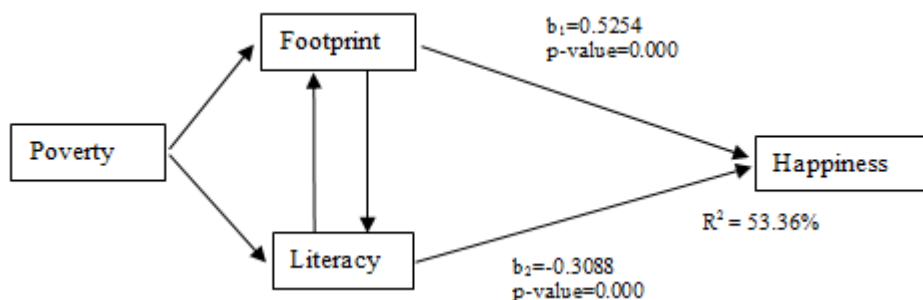 Footprint
b₁=0.5254
p-value=0.000
Poverty
Happiness
R² = 53.36%
Literacy
b₂=-0.3088
p-value=0.000